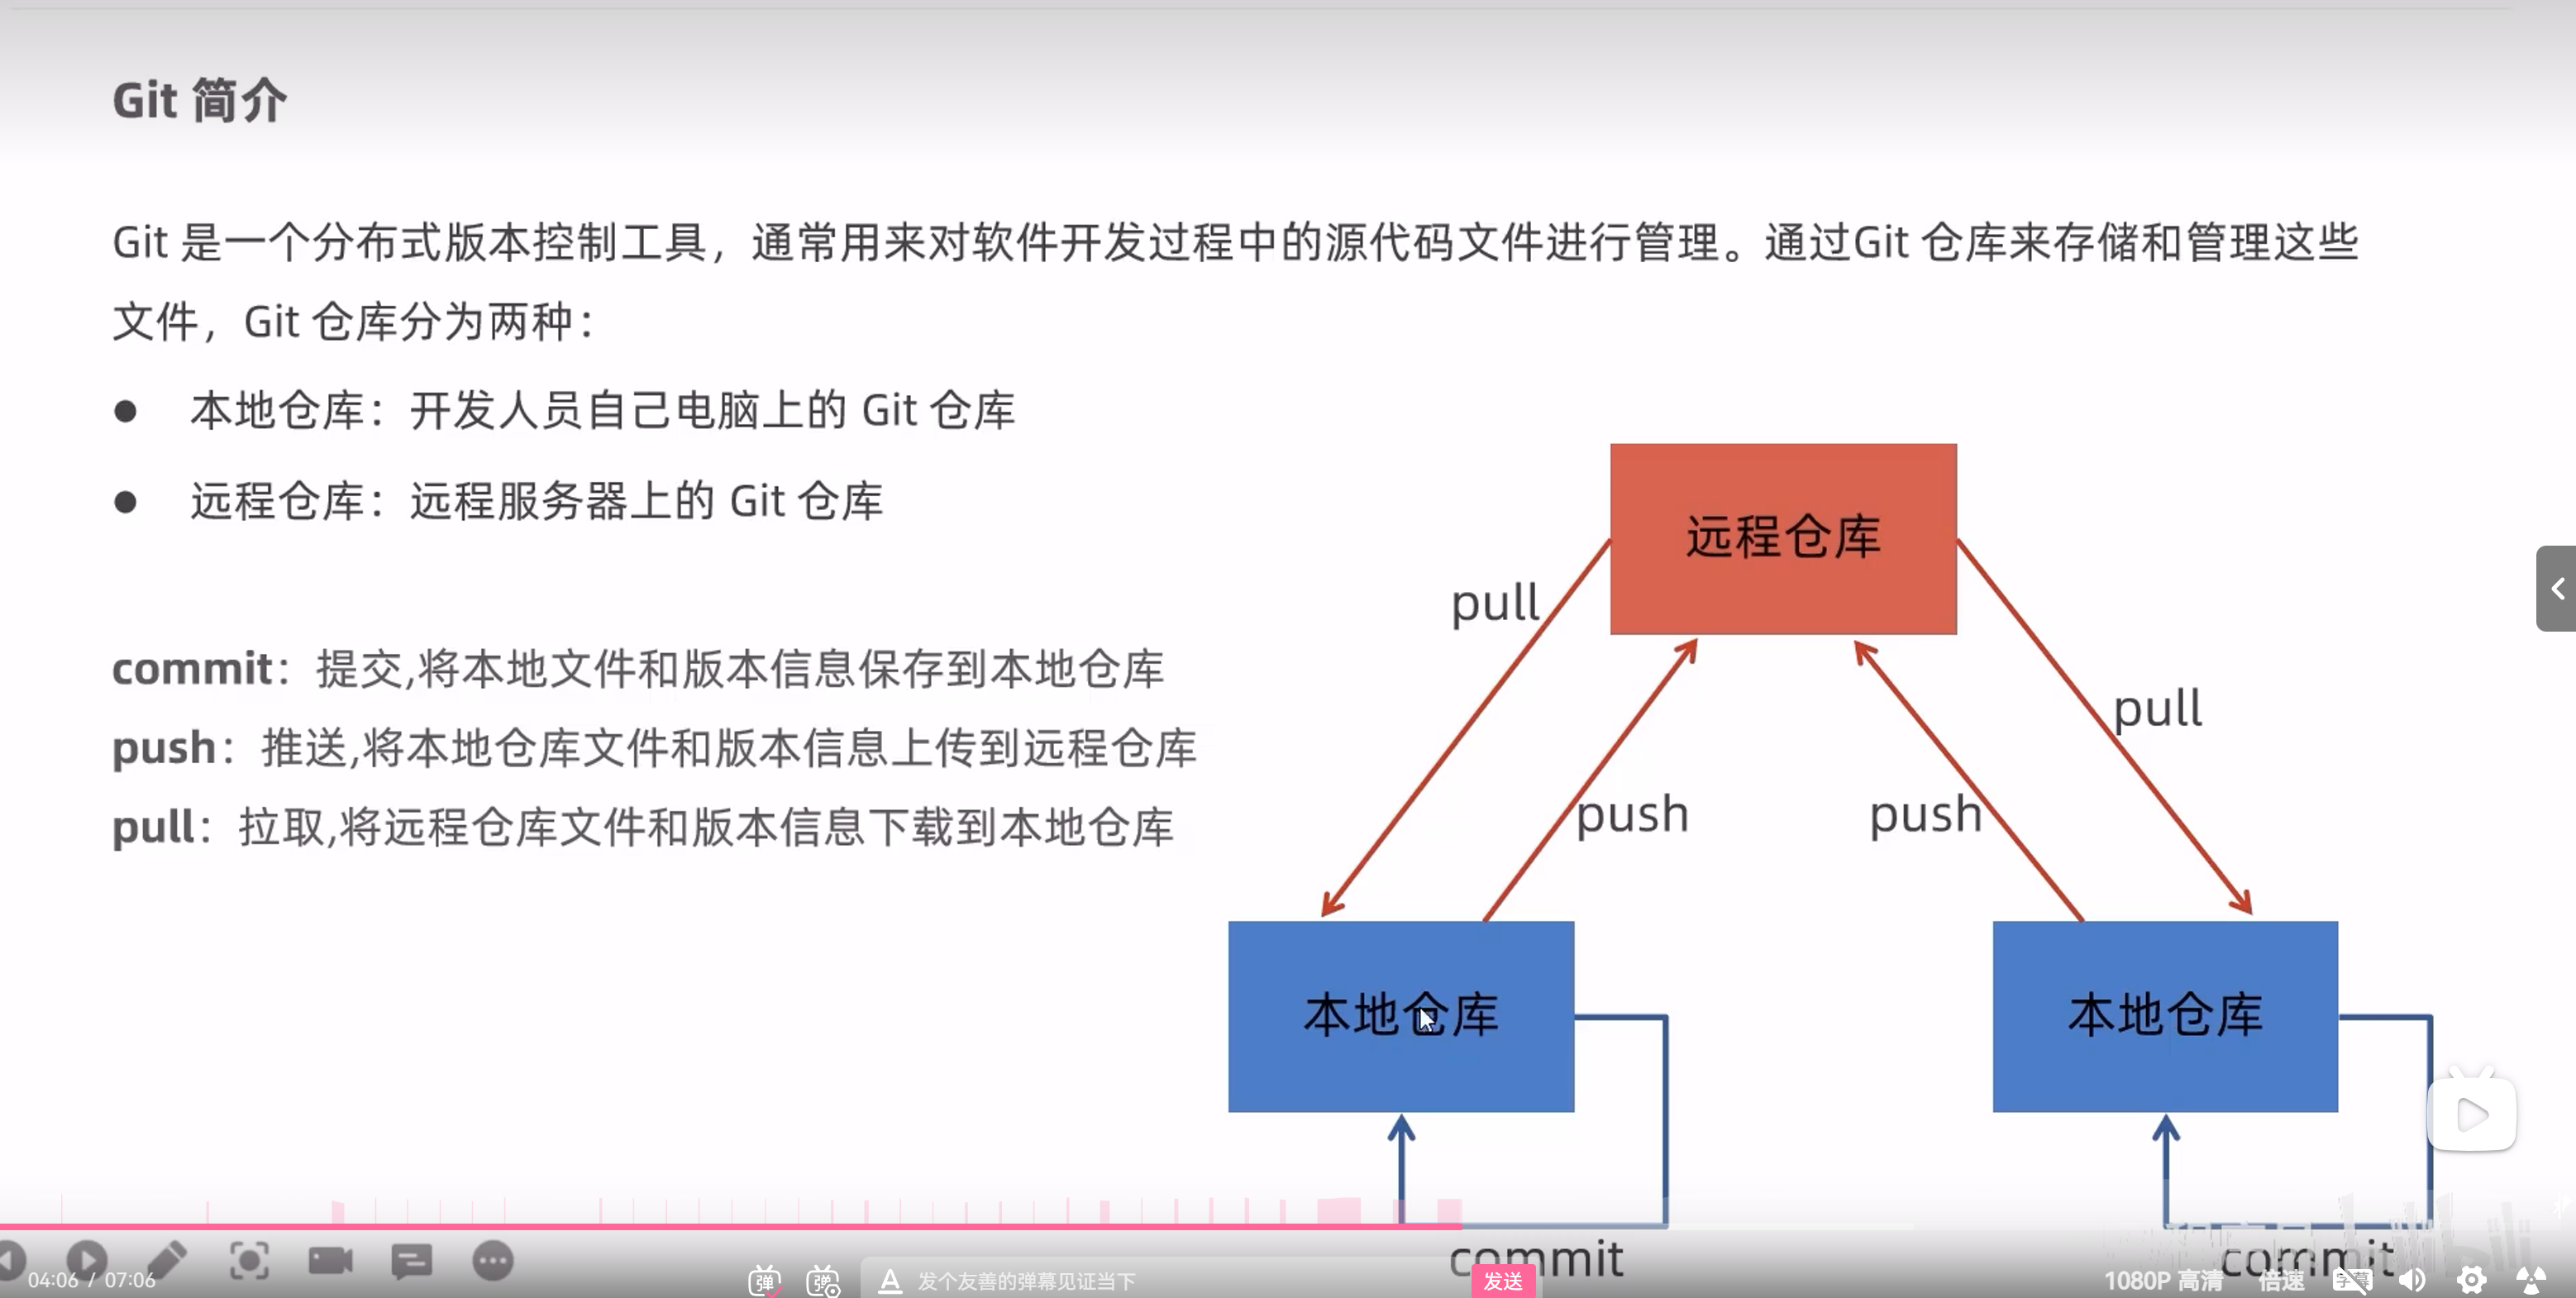 Git 简介
Git 是一个分布式版本控制工具，通常用来对软件开发过程中的源代码文件进行管理。通过Git 仓库来存储和管理这些
文件，Git 仓库分为两种：
● 本地仓库：开发人员自己电脑上的 Git 仓库
● 远程仓库：远程服务器上的 Git 仓库
commit：提交,将本地文件和版本信息保存到本地仓库
push：推送,将本地仓库文件和版本信息上传到远程仓库
pull：拉取,将远程仓库文件和版本信息下载到本地仓库
远程仓库
pull
pull
push
push
本地仓库
本地仓库
commit
commit
04:06 / 07:06
弹
弹
A 发个友善的弹幕见证当下
发送
1080P 高清
倍速
字幕